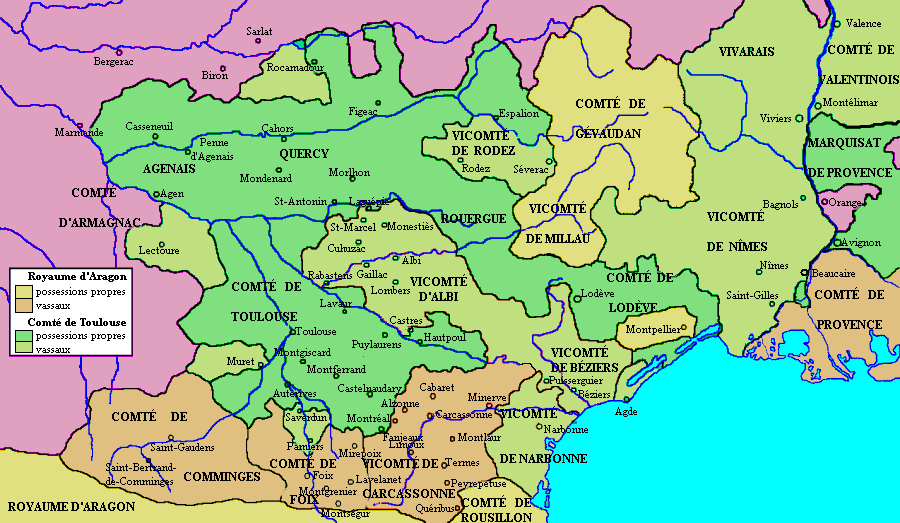 Valence
Sarlat
VIVARAIS
COMTÉ DE
VALENTINOIS
Bergerac
Biron
Rocamadour
Montélimar
Figeac
COMTÉ DE
GÉVAUDAN
Espalion
Viviers
Marmande
Casseneuil
Cahors
Penne
d'Agenais
VICOMTÉ
DE RODEZ
MARQUISAT
DE PROVENCE
AGENAIS
QUERCY
Rodez
Séverac
Mondenard
Morlhon
COMTÉ
D'ARMAGNAC
Agen
St-Antonin
Laguépie
Bagnols
Orange
VICOMTÉ
DE MILLAU
ROUERGUE
VICOMTÉ
DE NÎMES
St-Marcel
Monestiès
Lectoure
Cahuzac
Avignon
Albi
Rabastens
Gaillac
Nîmes
Beaucaire
Royaume d'Aragon
possessions propres
vassaux
Comté de Toulouse
possessions propres
vassaux
COMTÉ DE
TOULOUSE
Lombers
VICOMTÉ
D'ALBI
COMTÉ DE
LODÈVE
Lodève
Saint-Gilles
COMTÉ DE
PROVENCE
Lavaur
Castres
Toulouse
Puylaurens
Hautpoul
Montpellier
Muret
Montgiscard
Montferrand
VICOMTÉ
DE BÉZIERS
Puisserguier
Béziers
Auterives
Castelnaudary
Cabaret
Alzonne
Minerve
Agde
COMTÉ DE
COMMINGES
Saverdun
Montréal
Carcassonne
VICOMTÉ
DE NARBONNE
Narbonne
Saint-Gaudens
Pamiers
Fanjeaux
Limoux
Montlaur
Mirepoix
Saint-Bertrand-
de-Comminges
COMTÉ DE
FOIX
Foix
VICOMTÉ DE
CARCASSONNE
Termes
Lavelanet
Montgrenier
Peyrepetuse
Montségur
Quéribus
ROYAUME D'ARAGON
COMTÉ DE
ROUSILLON